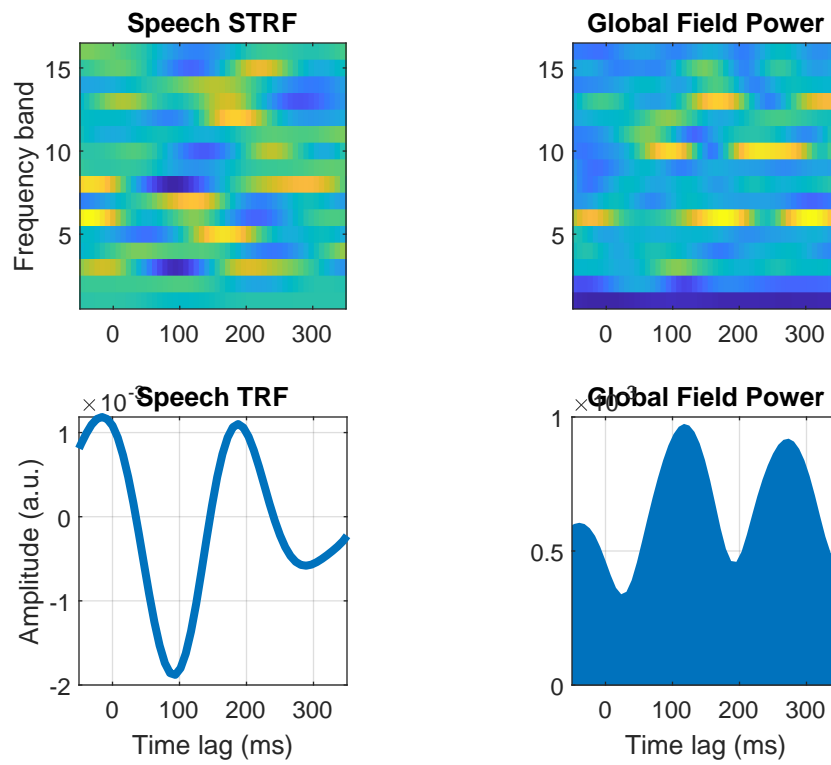 Speech STRF
Global Field Power
Frequency band
15
10
5
0 100 200 300
15
10
5
0 100 200 300
Speech TRF
× 10⁻³
Amplitude (a.u.)
1
0
-1
-2
0 100 200 300
Time lag (ms)
Global Field Power
× 10⁻³
1
0.5
0
0 100 200 300
Time lag (ms)